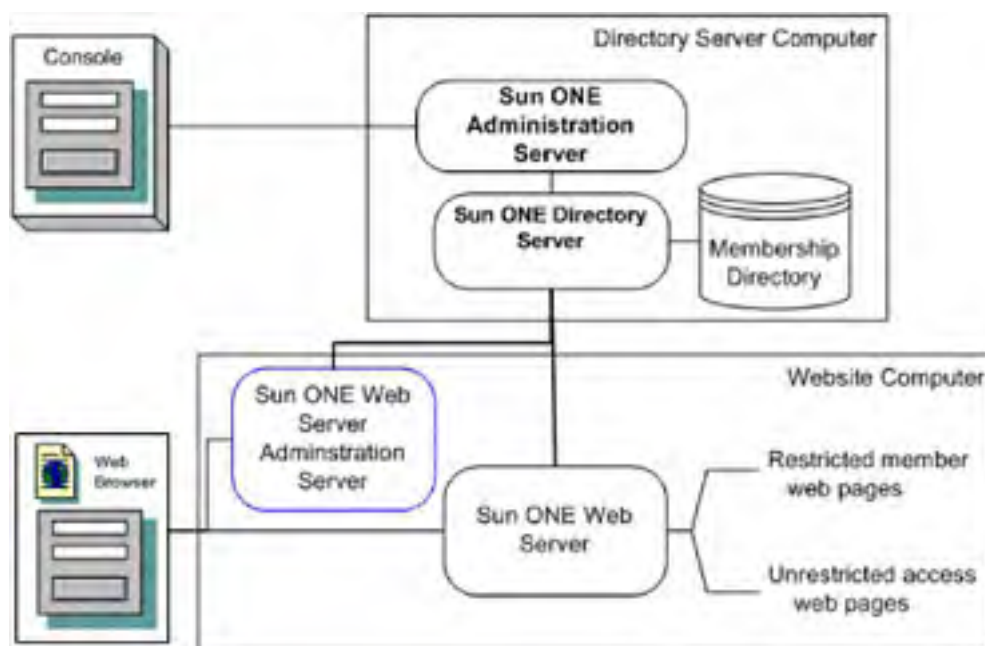 Console
Directory Server Computer
Sun ONE
Administration
Server
Sun ONE Directory
Server
Membership
Directory
Website Computer
Sun ONE Web
Server
Adminstration
Server
Web
Browser
Sun ONE Web
Server
Restricted member
web pages
Unrestricted access
web pages